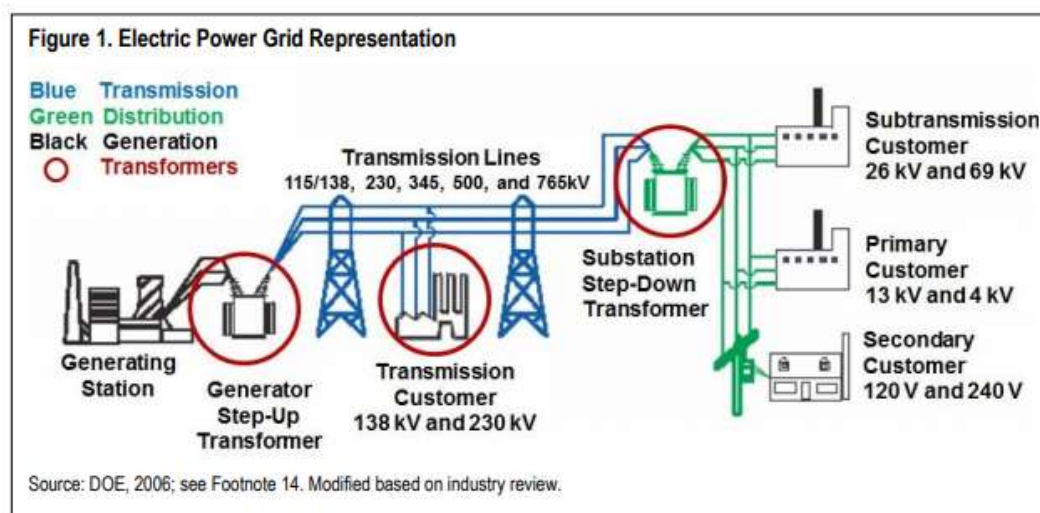 Figure 1. Electric Power Grid Representation
Blue Transmission
Green Distribution
Black Generation
Transformers
Transmission Lines
115/138, 230, 345, 500, and 765kV
Generating
Station
Generator
Step-Up
Transformer
Transmission
Customer
138 kV and 230 kV
Substation
Step-Down
Transformer
Subtransmission
Customer
26 kV and 69 kV
Primary
Customer
13 kV and 4 kV
Secondary
Customer
120 V and 240 V
Source: DOE, 2006; see Footnote 14. Modified based on industry review.